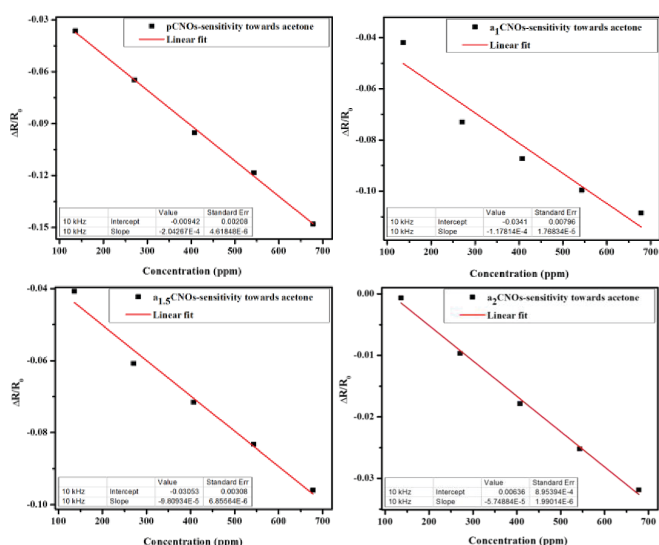 pCNOs-sensitivity towards acetone
Linear fit
-0.03
-0.06
-0.09
-0.12
-0.15
ΔR/R0
Value Standard Err
10 kHz Intercept -0.00942 0.00208
10 kHz Slope -2.04267E-4 4.61848E-6
100 200 300 400 500 600 700
Concentration (ppm)
a1CNOs-sensitivity towards acetone
Linear fit
-0.04
-0.06
-0.08
-0.10
ΔR/R0
Value Standard Err
10 kHz Intercept -0.0341 0.00796
10 kHz Slope -1.17814E-4 1.76834E-5
100 200 300 400 500 600 700
Concentration (ppm)
a1.5CNOs-sensitivity towards acetone
Linear fit
-0.04
-0.06
-0.08
-0.10
ΔR/R0
Value Standard Err
10 kHz Intercept -0.03053 0.00308
10 kHz Slope -9.80934E-5 6.85564E-6
100 200 300 400 500 600 700
Concentration (ppm)
a2CNOs-sensitivity towards acetone
Linear fit
0.00
-0.01
-0.02
-0.03
ΔR/R0
Value Standard Err
10 kHz Intercept 0.00636 8.95394E-4
10 kHz Slope -5.74884E-5 1.99014E-6
100 200 300 400 500 600 700
Concentration (ppm)